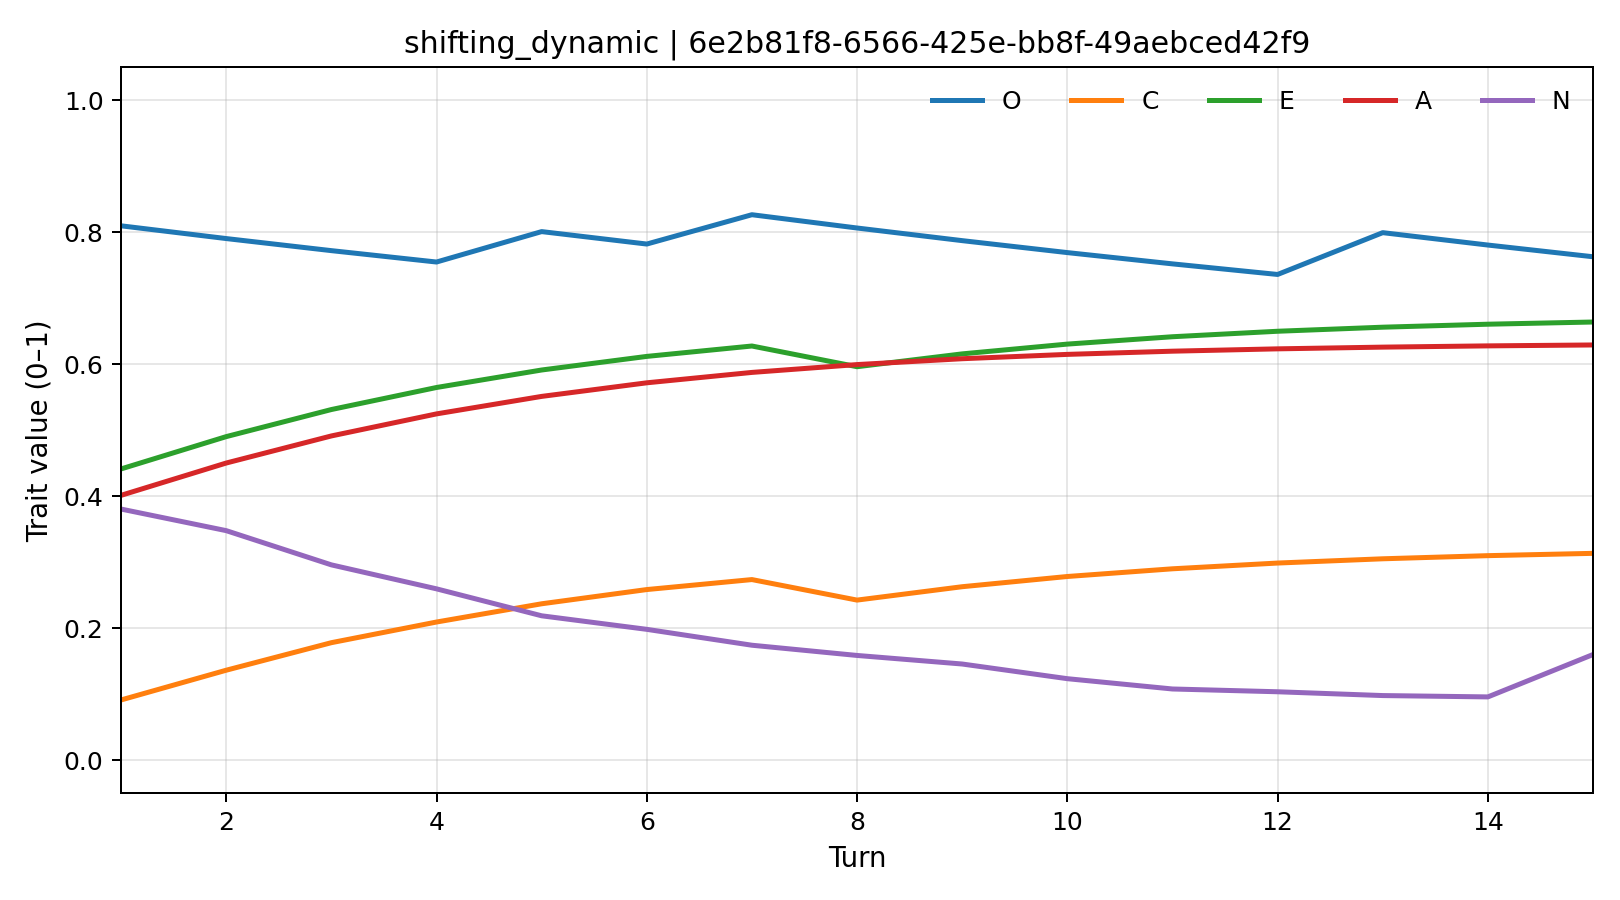 shifting_dynamic | 6e2b81f8-6566-425e-bb8f-49aebced42f9
O C E A N
1.0
0.8
0.6
0.4
0.2
0.0
Trait value (0–1)
2 4 6 8 10 12 14
Turn